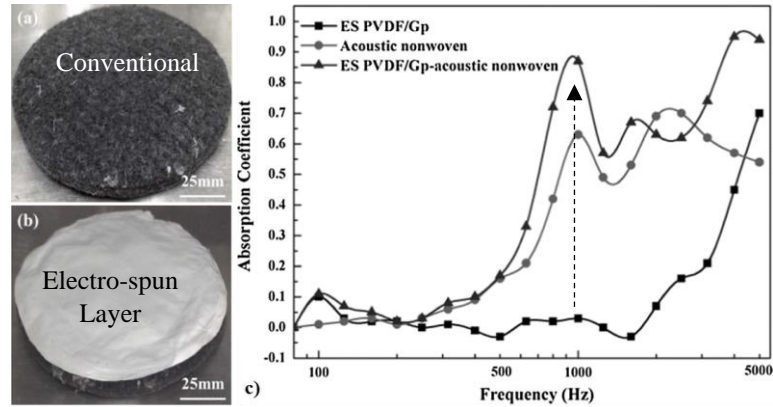 (a)
Conventional
25mm
(b)
Electro-spun
Layer
25mm
c)
1.0
0.9
0.8
0.7
0.6
0.5
0.4
0.3
0.2
0.1
0.0
-0.1
Absorption Coefficient
ES PVDF/Gp
Acoustic nonwoven
ES PVDF/Gp-acoustic nonwoven
100
1000
5000
Frequency (Hz)